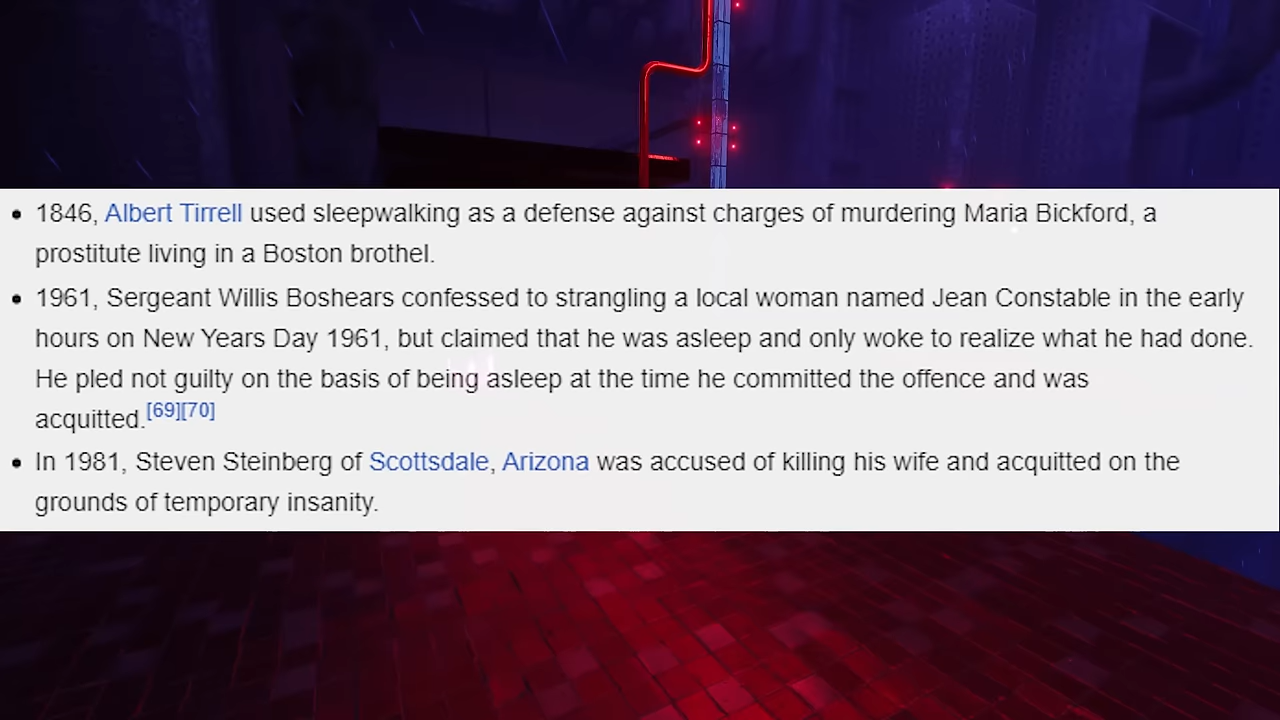 1846, Albert Tirrell used sleepwalking as a defense against charges of murdering Maria Bickford, a
prostitute living in a Boston brothel.
1961, Sergeant Willis Boshears confessed to strangling a local woman named Jean Constable in the early
hours on New Years Day 1961, but claimed that he was asleep and only woke to realize what he had done.
He pled not guilty on the basis of being asleep at the time he committed the offence and was
acquitted.[69][70]
In 1981, Steven Steinberg of Scottsdale, Arizona was accused of killing his wife and acquitted on the
grounds of temporary insanity.